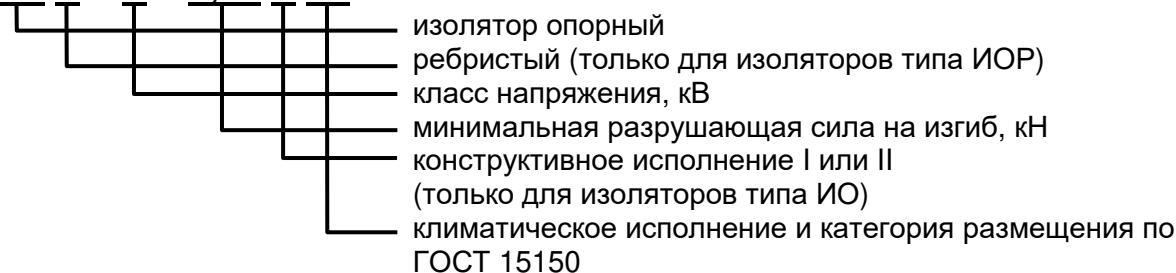 изолятор опорный
ребристый (только для изоляторов типа ИОР)
класс напряжения, кВ
минимальная разрушающая сила на изгиб, кН
конструктивное исполнение I или II
(только для изоляторов типа ИО)
климатическое исполнение и категория размещения по
ГОСТ 15150